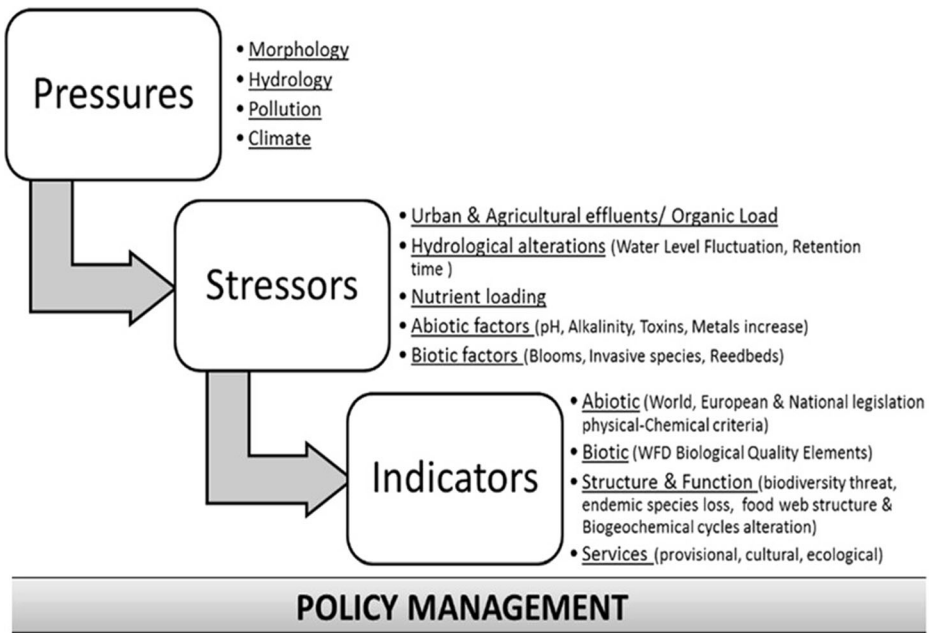 Pressures
• Morphology
• Hydrology
• Pollution
• Climate
Stressors
• Urban & Agricultural effluents/ Organic Load
• Hydrological alterations (Water Level Fluctuation, Retention
time )
• Nutrient loading
• Abiotic factors (pH, Alkalinity, Toxins, Metals increase)
• Biotic factors (Blooms, Invasive species, Reedbeds)
Indicators
• Abiotic (World, European & National legislation
physical-Chemical criteria)
• Biotic (WFD Biological Quality Elements)
• Structure & Function (biodiversity threat,
endemic species loss, food web structure &
Biogeochemical cycles alteration)
• Services (provisional, cultural, ecological)
POLICY MANAGEMENT